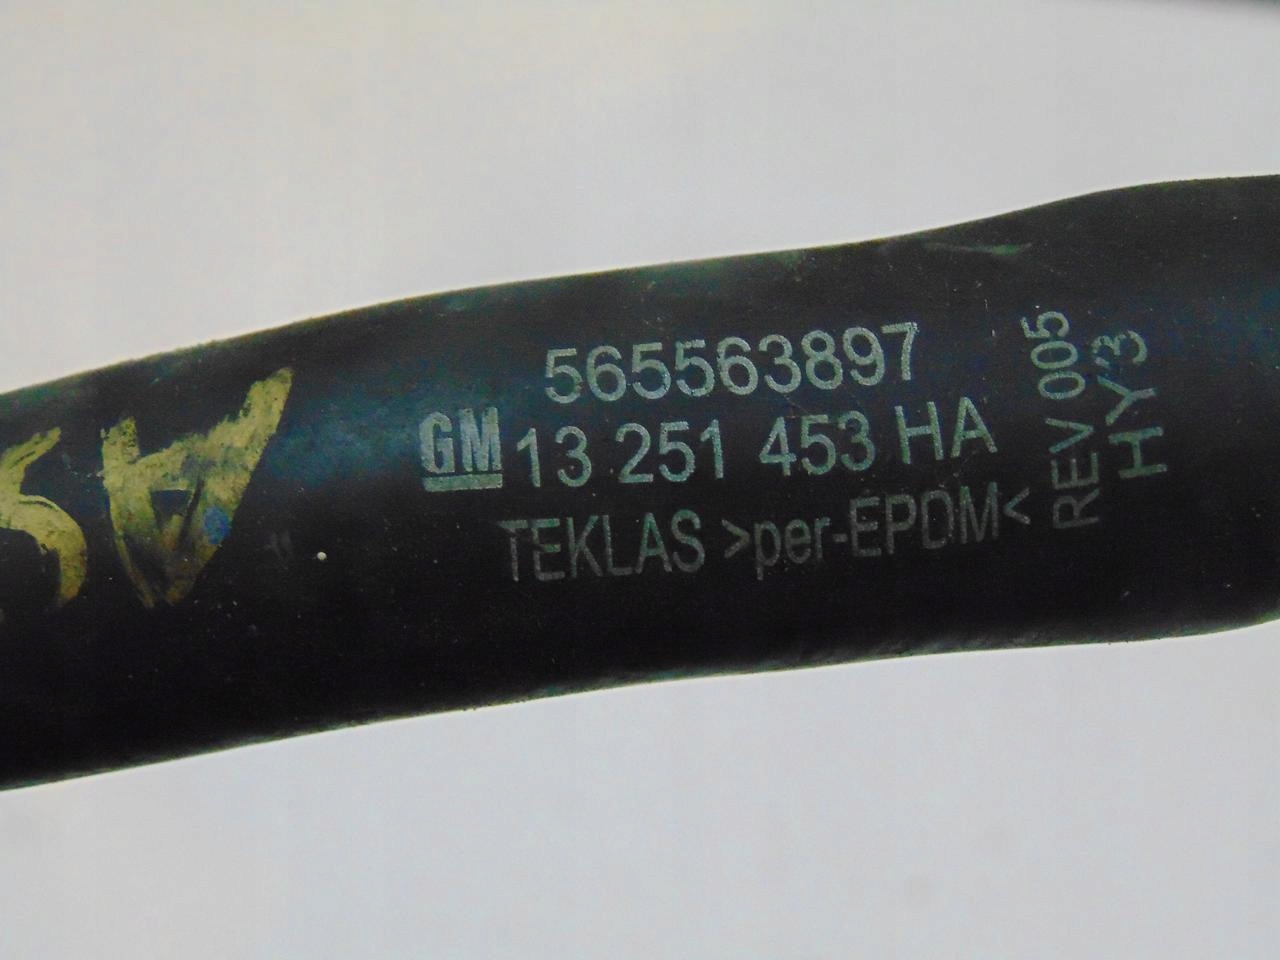 565563897
GM 13 251 453 HA
TEKLAS >per-EPDM<
REV 005
HY3